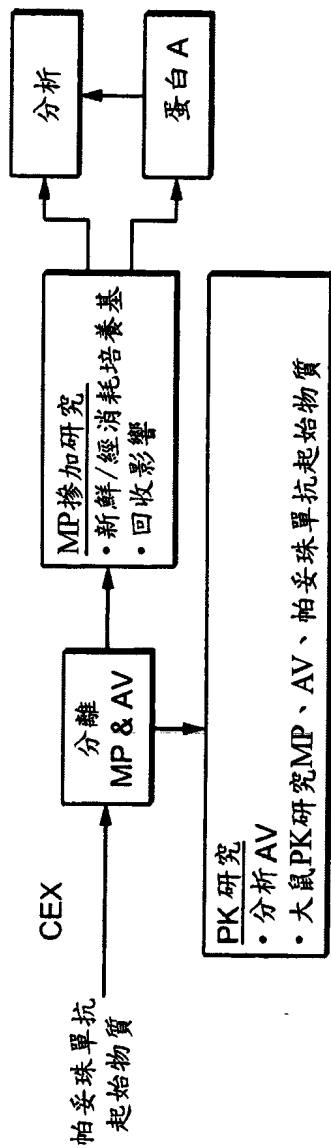 帕妥珠單抗
起始物質
CEX
分離
MP & AV
MP摻加研究
• 新鮮/經消耗培養基
• 回收影響
分析
蛋白A
PK研究
• 分析AV
• 大鼠PK研究MP、AV、帕妥珠單抗起始物質